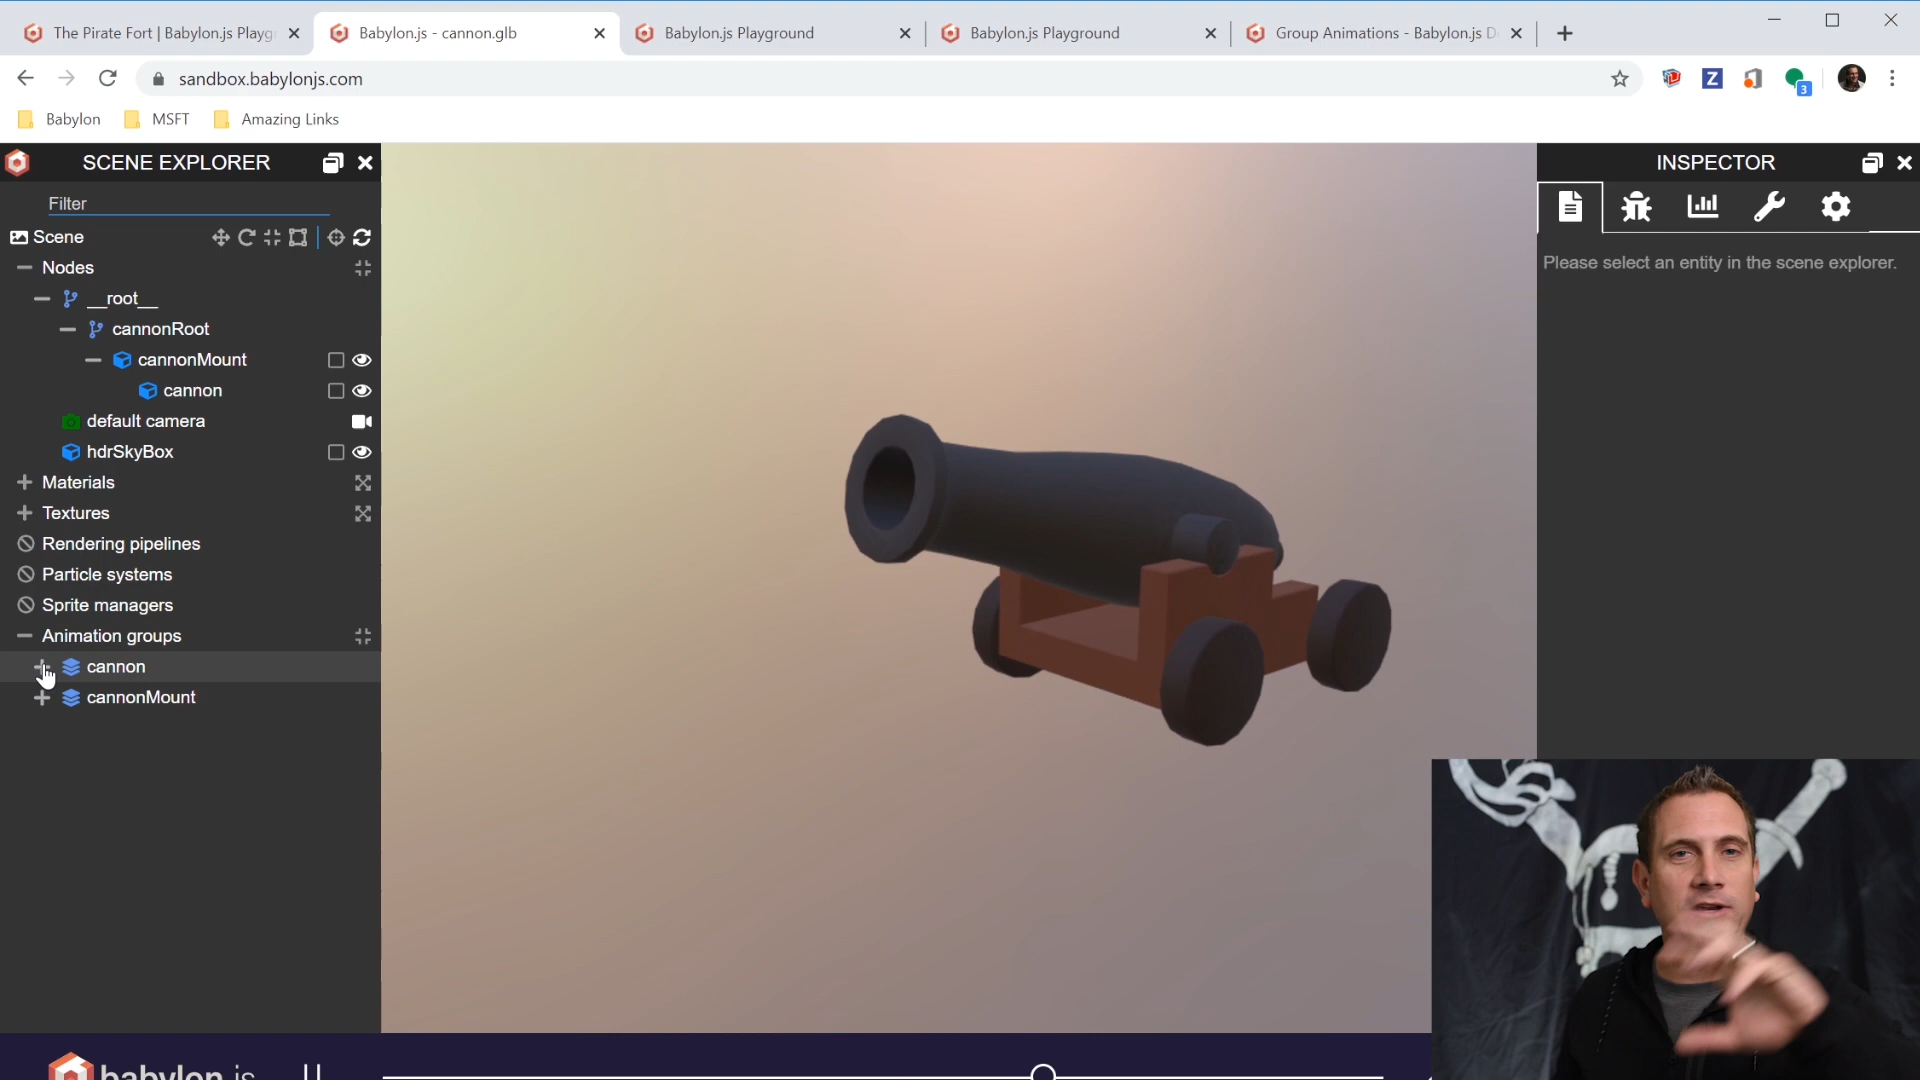 The Pirate Fort | Babylon.js Playg
Babylon.js - cannon.glb
Babylon.js Playground
Babylon.js Playground
Group Animations - Babylon.js D
sandbox.babylonjs.com
Z
3
Babylon
MSFT
Amazing Links
SCENE EXPLORER
INSPECTOR
Filter
Scene
Nodes
Please select an entity in the scene explorer.
__root__
cannonRoot
cannonMount
cannon
default camera
hdrSkyBox
Materials
Textures
Rendering pipelines
Particle systems
Sprite managers
Animation groups
cannon
cannonMount
babylon.js